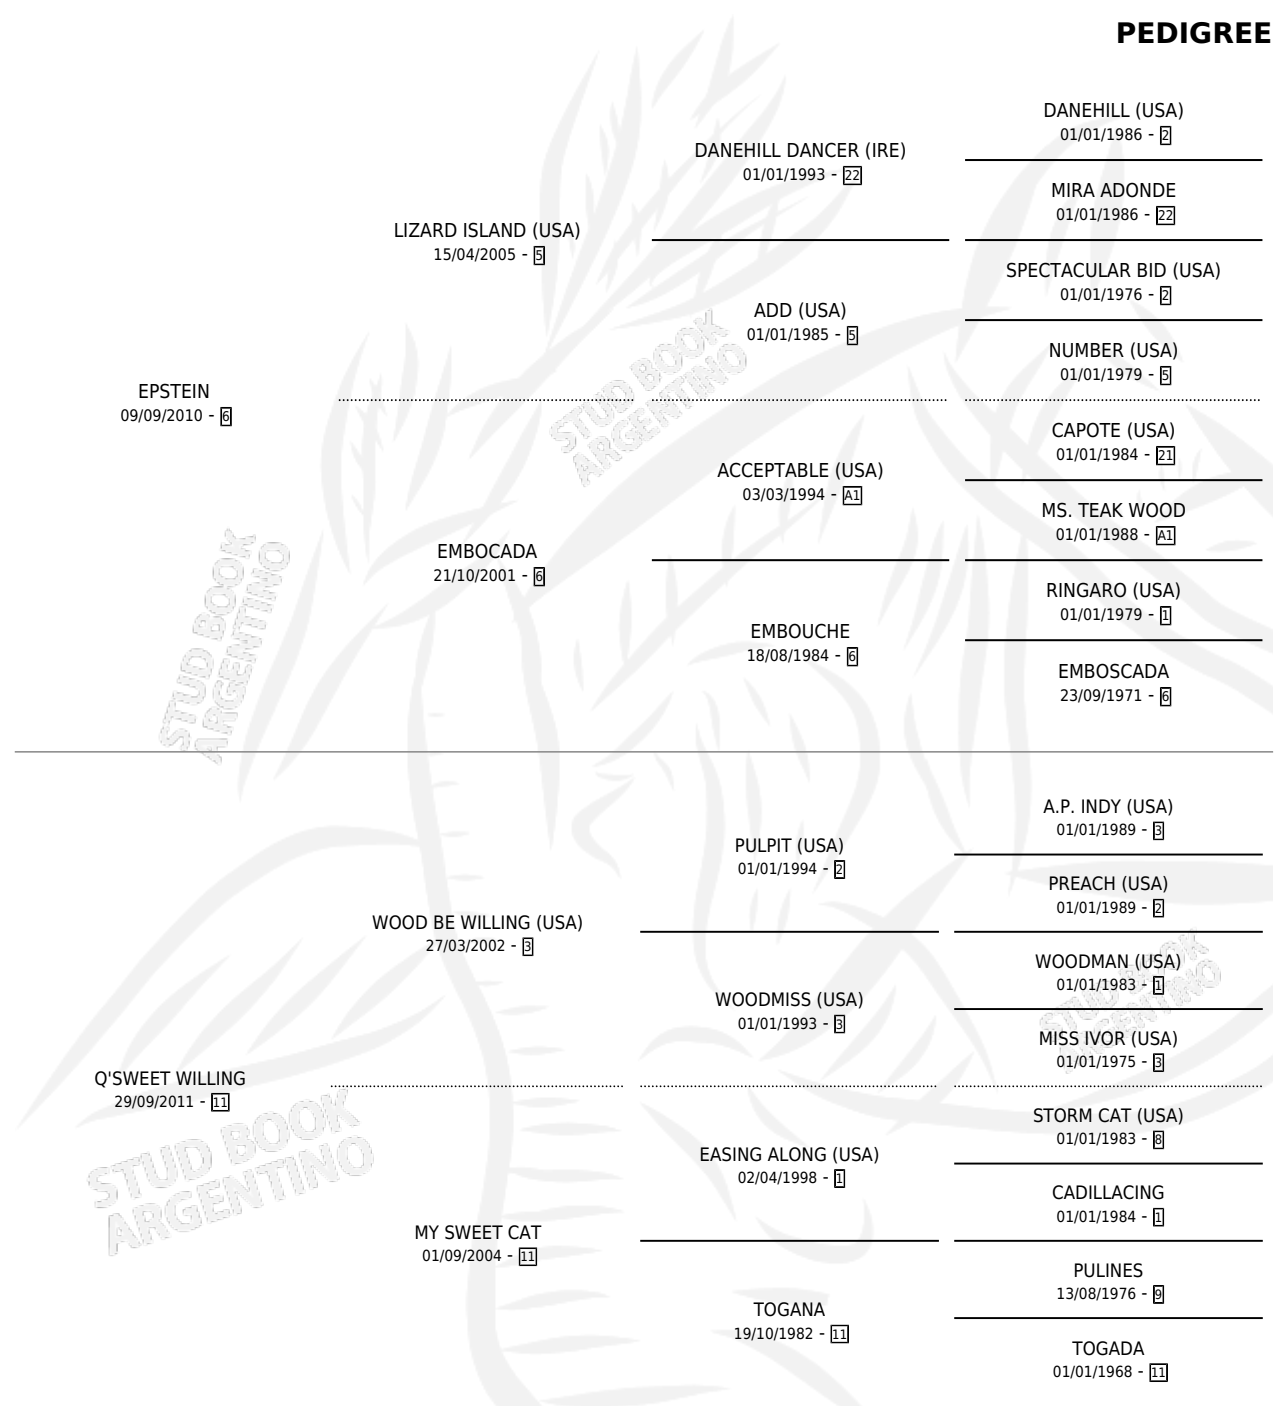 PEDIGREE
DANEHILL (USA)
01/01/1986 - 2
DANEHILL DANCER (IRE)
01/01/1993 - 22
MIRA ADONDE
01/01/1986 - 22
LIZARD ISLAND (USA)
15/04/2005 - 5
SPECTACULAR BID (USA)
01/01/1976 - 2
ADD (USA)
01/01/1985 - 5
NUMBER (USA)
01/01/1979 - 5
STUD BOOK
ARGENTINO
EPSTEIN
09/09/2010 - 6
CAPOTE (USA)
01/01/1984 - 21
ACCEPTABLE (USA)
03/03/1994 - A1
MS. TEAK WOOD
01/01/1988 - A1
EMBOCADA
21/10/2001 - 6
RINGARO (USA)
01/01/1979 - 1
EMBOUCHE
18/08/1984 - 6
EMBOSCADA
23/09/1971 - 6
STUD BOOK
ARGENTINO
A.P. INDY (USA)
01/01/1989 - 3
PULPIT (USA)
01/01/1994 - 2
PREACH (USA)
01/01/1989 - 2
WOOD BE WILLING (USA)
27/03/2002 - 3
WOODMAN (USA)
01/01/1983 - 1
WOODMISS (USA)
01/01/1993 - 3
MISS IVOR (USA)
01/01/1975 - 3
STUD BOOK
ARGENTINO
Q'SWEET WILLING
29/09/2011 - 11
STORM CAT (USA)
01/01/1983 - 8
EASING ALONG (USA)
02/04/1998 - 1
CADILLACING
01/01/1984 - 1
STUD BOOK
ARGENTINO
MY SWEET CAT
01/09/2004 - 11
PULINES
13/08/1976 - 9
TOGANA
19/10/1982 - 11
TOGADA
01/01/1968 - 11